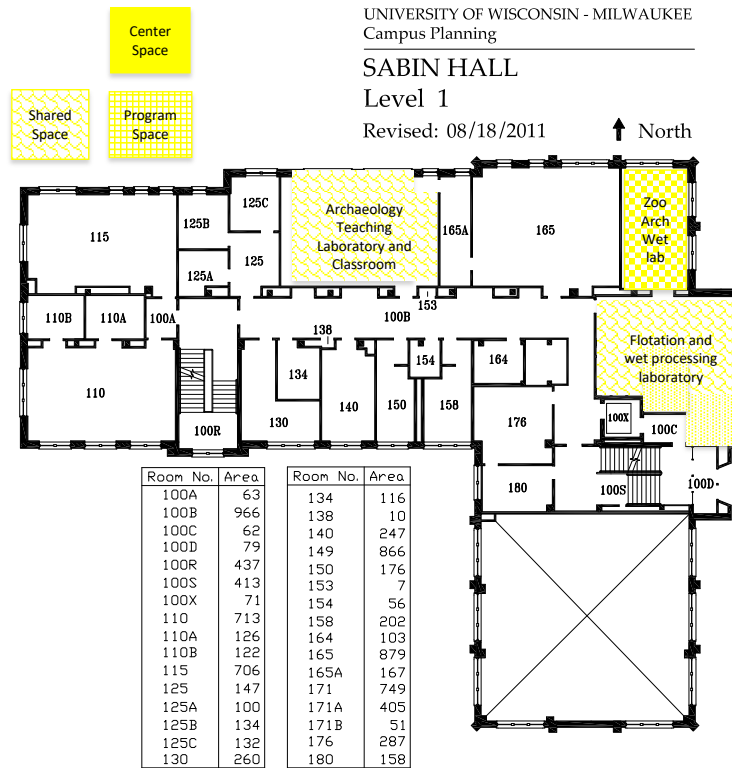 UNIVERSITY OF WISCONSIN - MILWAUKEE
Campus Planning
SABIN HALL
Level 1
Revised: 08/18/2011
North
Center
Space
Shared
Space
Program
Space
115
125B
125C
125A
125
Archaeology
Teaching
Laboratory and
Classroom
165A
165
Zoo
Arch
Wet
lab
110B
110A
100A
138
153
100B
Flotation and
wet processing
laboratory
110
100R
134
130
140
150
154
158
164
176
180
100X
100C
100S
100D
Room No. Area
100A 63
100B 966
100C 62
100D 79
100R 437
100S 413
100X 71
110 713
110A 126
110B 122
115 706
125 147
125A 100
125B 134
125C 132
130 260
Room No. Area
134 116
138 10
140 247
149 866
150 176
153 7
154 56
158 202
164 103
165 879
165A 167
171 749
171A 405
171B 51
176 287
180 158